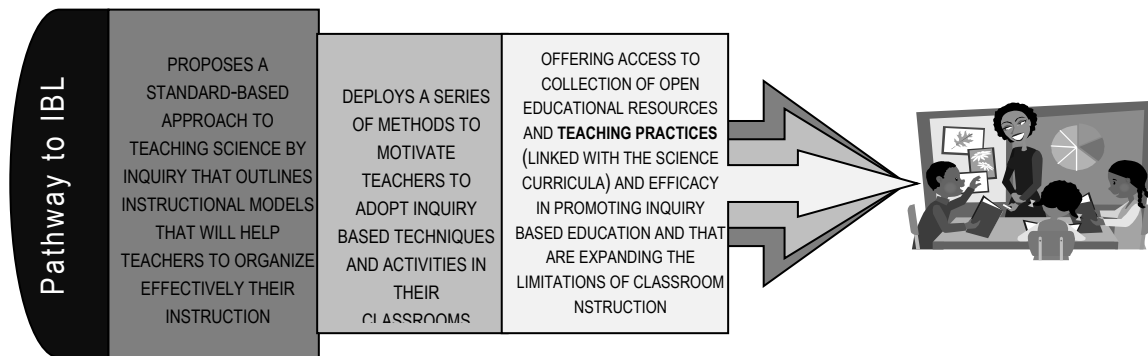 Pathway to IBL
PROPOSES A
STANDARD-BASED
APPROACH TO
TEACHING SCIENCE BY
INQUIRY THAT OUTLINES
INSTRUCTIONAL MODELS
THAT WILL HELP
TEACHERS TO ORGANIZE
EFFECTIVELY THEIR
INSTRUCTION
DEPLOYS A SERIES
OF METHODS TO
MOTIVATE
TEACHERS TO
ADOPT INQUIRY
BASED TECHNIQUES
AND ACTIVITIES IN
THEIR
CLASSROOMS
OFFERING ACCESS TO
COLLECTION OF OPEN
EDUCATIONAL RESOURCES
AND TEACHING PRACTICES
(LINKED WITH THE SCIENCE
CURRICULA) AND EFFICACY
IN PROMOTING INQUIRY
BASED EDUCATION AND THAT
ARE EXPANDING THE
LIMITATIONS OF CLASSROOM
NSTRUCTION